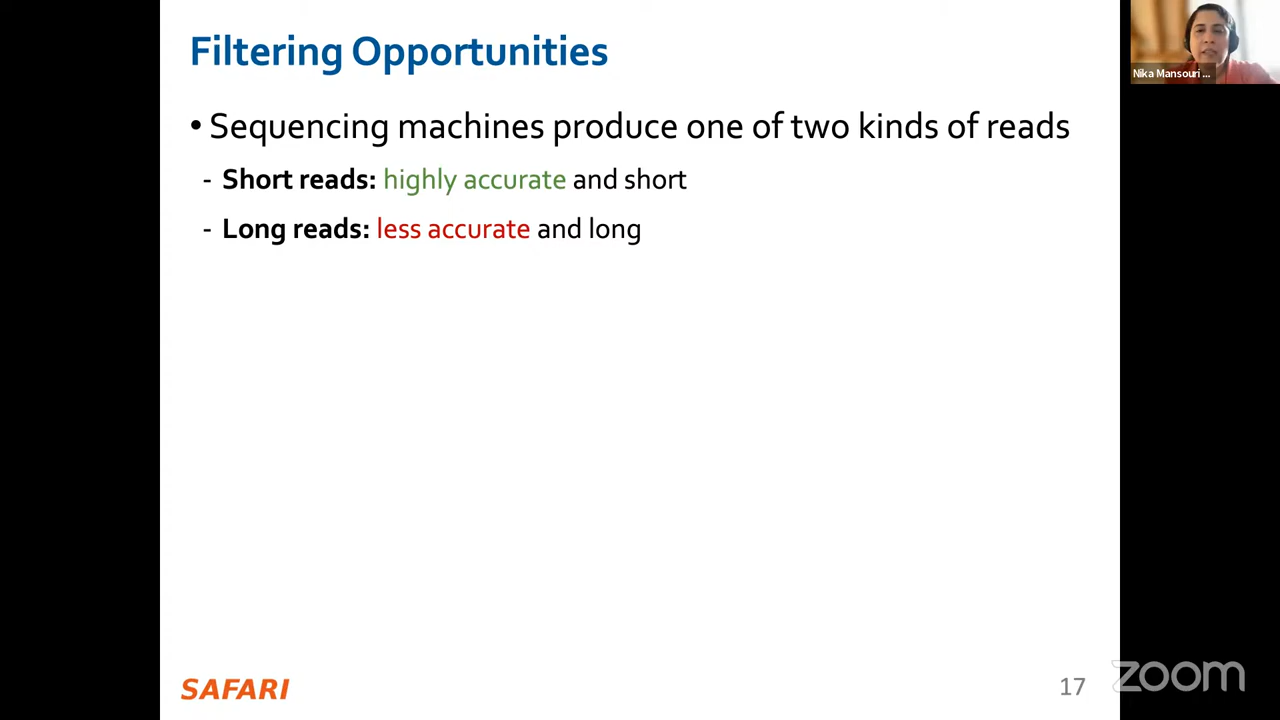 Filtering Opportunities
• Sequencing machines produce one of two kinds of reads
- Short reads: highly accurate and short
- Long reads: less accurate and long
Nika Mansouri ...
SAFARI
17
zoom